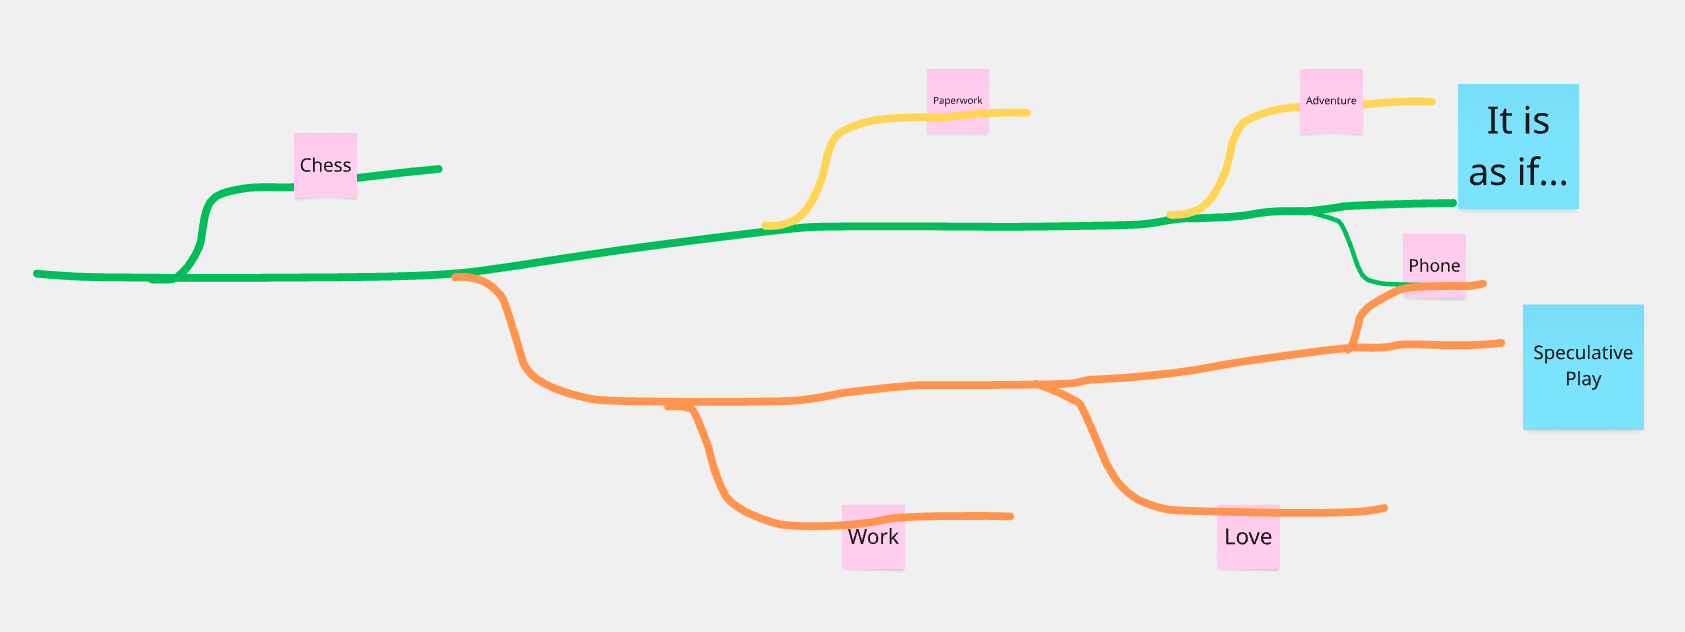 Chess
Paperwork
Adventure
It is
as if...
Phone
Speculative
Play
Work
Love